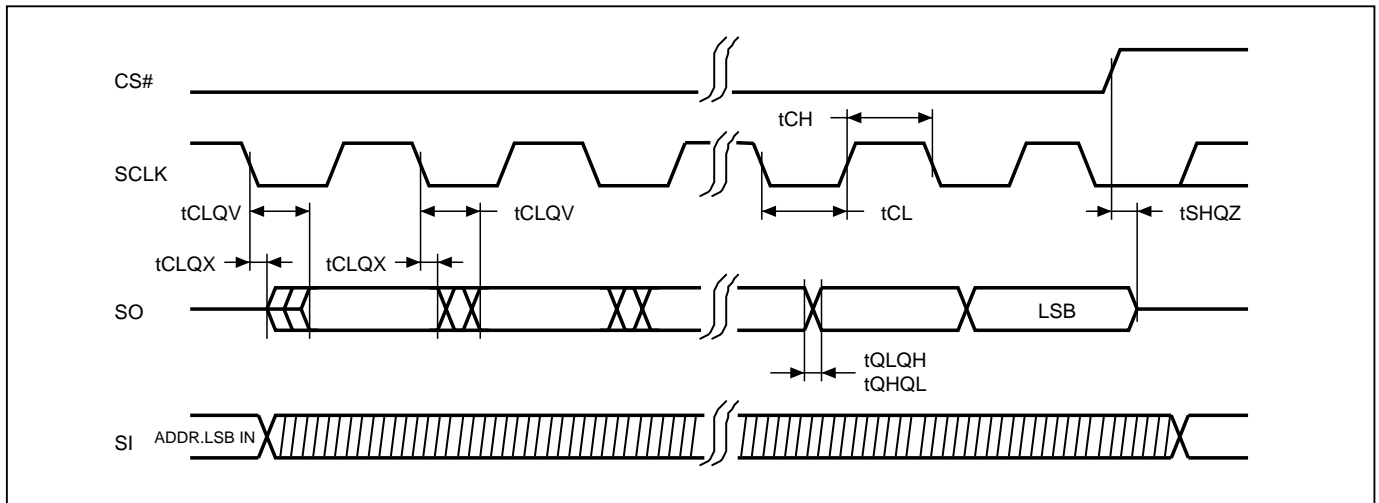 CS#
tCH
SCLK
tCLQV
tCLQV
tCL
tSHQZ
tCLQX
tCLQX
SO
LSB
tQLQH
tQHQL
SI
ADDR.LSB IN